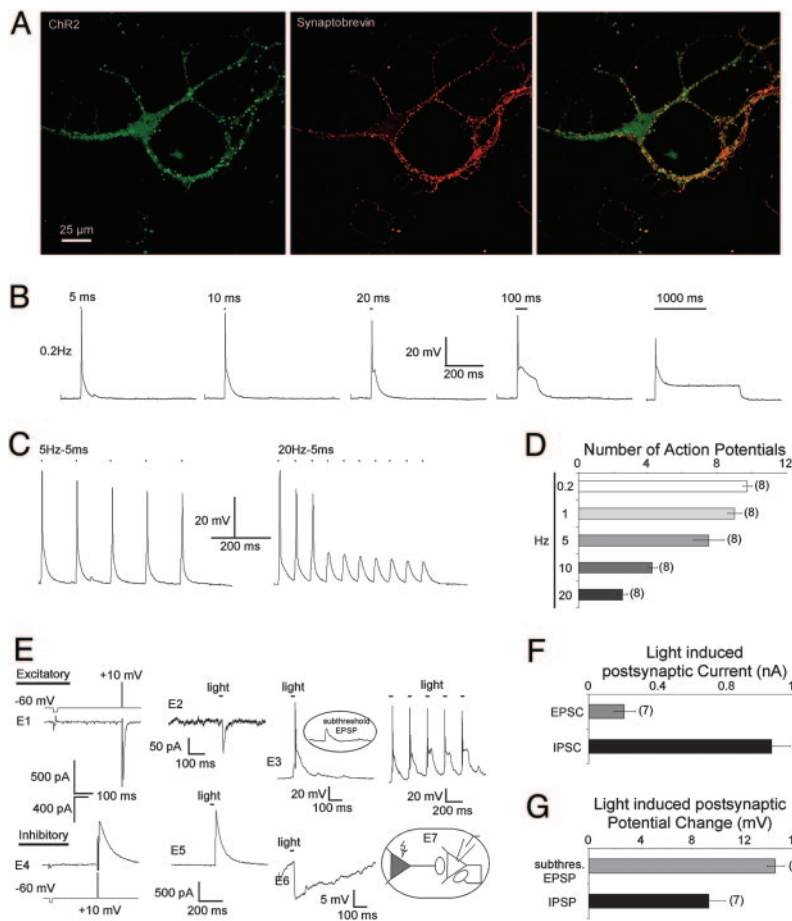 A
ChR2
Synaptobrevin
25 µm
B
5 ms
10 ms
20 ms
100 ms
1000 ms
0.2Hz
20 mV
200 ms
C
5Hz-5ms
20Hz-5ms
20 mV
200 ms
D
Number of Action Potentials
0 4 8 12
0.2 (8)
1 (8)
Hz 5 (8)
10 (8)
20 (8)
E
Excitatory
+10 mV
-60 mV
E1
500 pA
400 pA
100 ms
E2
light
50 pA
100 ms
light
subthreshold
EPSP
E3
20 mV
100 ms
light
20 mV
200 ms
Inhibitory
E4
-60 mV
+10 mV
light
E5
500 pA
200 ms
light
E6
5 mV
100 ms
E7
F
Light induced
postsynaptic Current (nA)
0 0.4 0.8
EPSC (7)
IPSC
G
Light induced postsynaptic
Potential Change (mV)
0 4 8 12
subthres.
EPSP
IPSP (7)